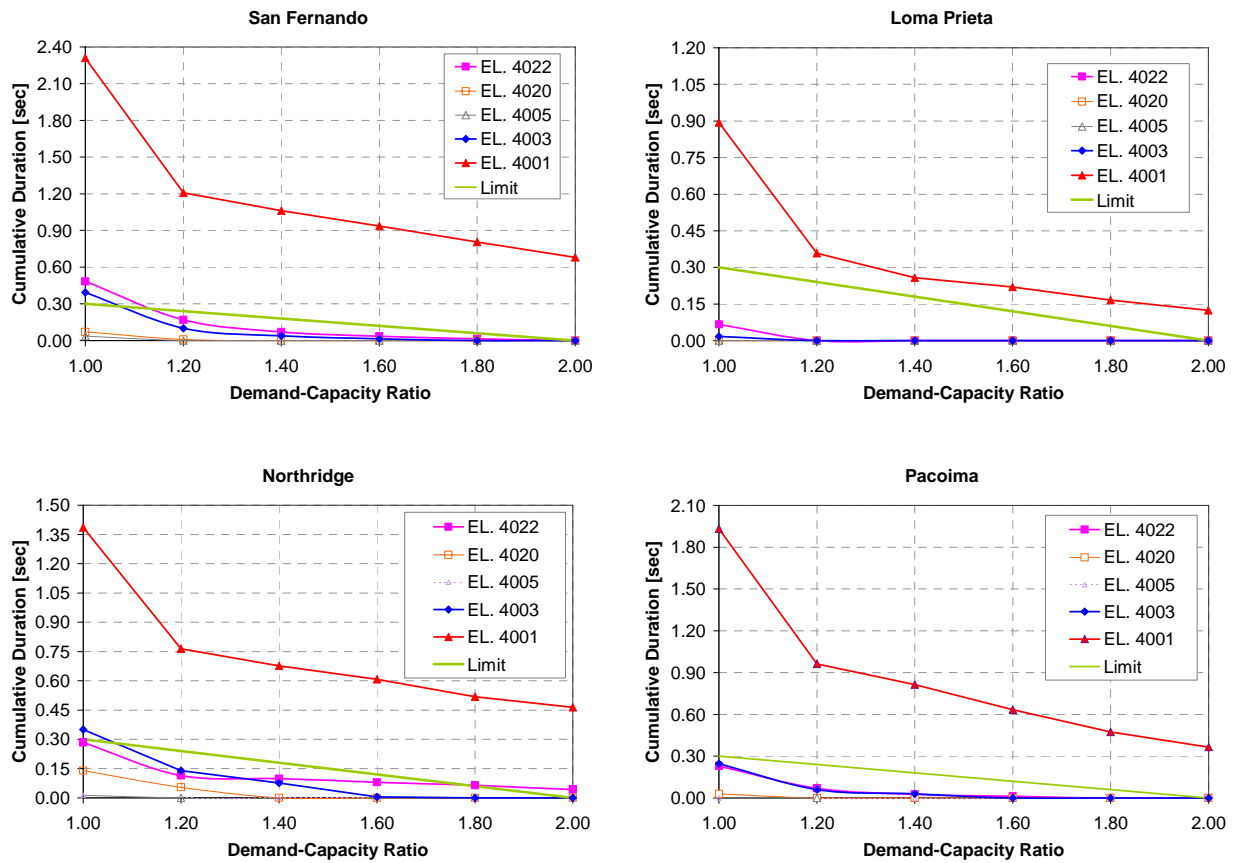 San Fernando
2.40
2.10
1.80
1.50
1.20
0.90
0.60
0.30
0.00
1.00 1.20 1.40 1.60 1.80 2.00
Demand-Capacity Ratio
Cumulative Duration [sec]
EL. 4022
EL. 4020
EL. 4005
EL. 4003
EL. 4001
Limit
Loma Prieta
1.20
1.05
0.90
0.75
0.60
0.45
0.30
0.15
0.00
1.00 1.20 1.40 1.60 1.80 2.00
Demand-Capacity Ratio
Cumulative Duration [sec]
EL. 4022
EL. 4020
EL. 4005
EL. 4003
EL. 4001
Limit
Northridge
1.50
1.35
1.20
1.05
0.90
0.75
0.60
0.45
0.30
0.15
0.00
1.00 1.20 1.40 1.60 1.80 2.00
Demand-Capacity Ratio
Cumulative Duration [sec]
EL. 4022
EL. 4020
EL. 4005
EL. 4003
EL. 4001
Limit
Pacoima
2.10
1.80
1.50
1.20
0.90
0.60
0.30
0.00
1.00 1.20 1.40 1.60 1.80 2.00
Demand-Capacity Ratio
Cumulative Duration [sec]
EL. 4022
EL. 4020
EL. 4005
EL. 4003
EL. 4001
Limit